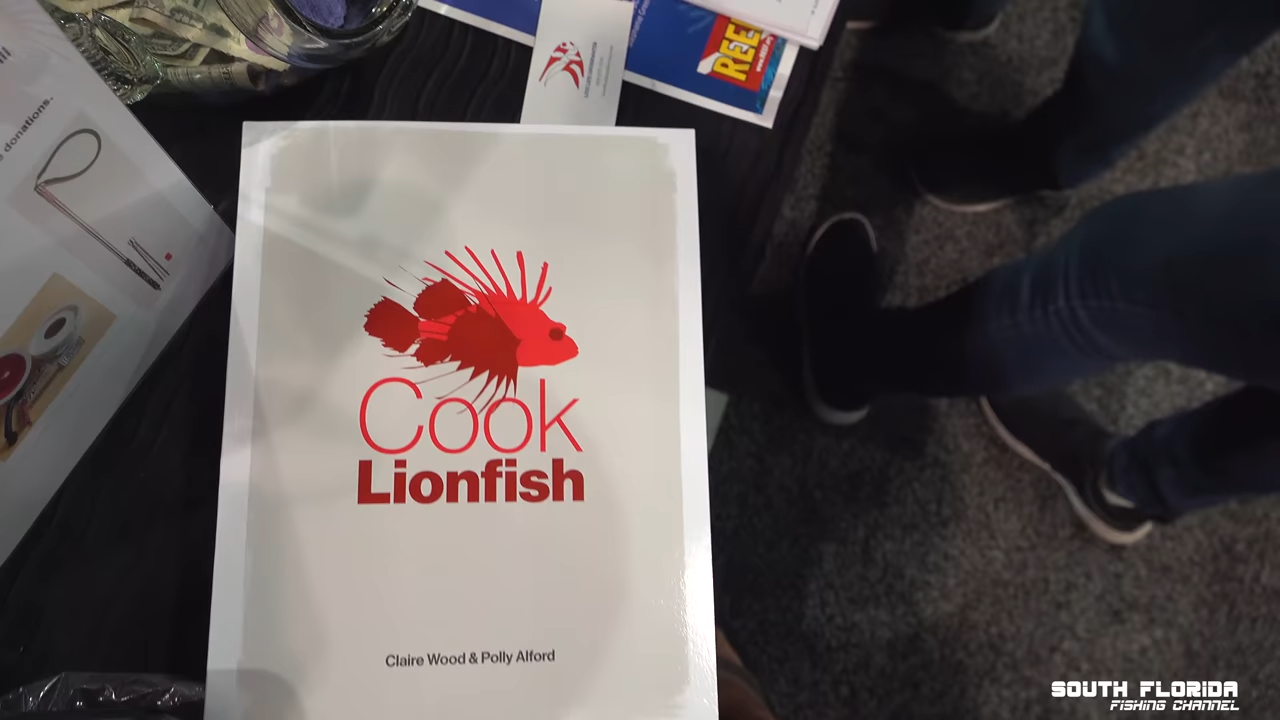 donations.
REE
Cook
Lionfish
Claire Wood & Polly Alford
SOUTH FLORIDA
FISHING CHANNEL